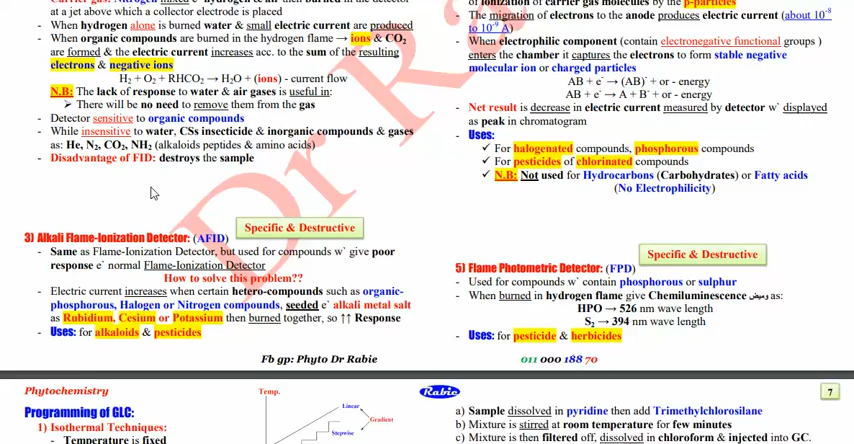 at a jet above which a collector electrode is placed
- When hydrogen alone is burned water & small electric current are produced
- When organic compounds are burned in the hydrogen flame → ions & CO2
are formed & the electric current increases acc. to the sum of the resulting
electrons & negative ions
H2 + O2 + RHCO2 → H2O + (ions) - current flow
N.B: The lack of response to water & air gases is useful in:
➢ There will be no need to remove them from the gas
- Detector sensitive to organic compounds
- While insensitive to water, CSs insecticide & inorganic compounds & gases
as: He, N2, CO2, NH2 (alkaloids peptides & amino acids)
- Disadvantage of FID: destroys the sample
Specific & Destructive
3) Alkali Flame-Ionization Detector: (AFID)
- Same as Flame-Ionization Detector, but used for compounds w` give poor
response e` normal Flame-Ionization Detector
How to solve this problem??
- Electric current increases when certain hetero-compounds such as organic-
phosphorous, Halogen or Nitrogen compounds, seeded e` alkali metal salt
as Rubidium, Cesium or Potassium then burned together, so ↑↑ Response
- Uses: for alkaloids & pesticides
Fb gp: Phyto Dr Rabie
of ionization of carrier gas molecules by the β-particles
- The migration of electrons to the anode produces electric current (about 10-8
to 10-9 A)
- When electrophilic component (contain electronegative functional groups )
enters the chamber it captures the electrons to form stable negative
molecular ion or charged particles
AB + e- → (AB)- + or - energy
AB + e- → A + B- + or - energy
- Net result is decrease in electric current measured by detector w` displayed
as peak in chromatogram
- Uses:
✓ For halogenated compounds, phosphorous compounds
✓ For pesticides of chlorinated compounds
✓ N.B: Not used for Hydrocarbons (Carbohydrates) or Fatty acids
(No Electrophilicity)
Specific & Destructive
5) Flame Photometric Detector: (FPD)
- Used for compounds w` contain phosphorous or sulphur
- When burned in hydrogen flame give Chemiluminescence وميض as:
HPO → 526 nm wave length
S2 → 394 nm wave length
- Uses: for pesticide & herbicides
011 000 188 70
Phytochemistry
Rabie
7
Programming of GLC:
1) Isothermal Techniques:
- Temperature is fixed
Temp.
Linear
Gradient
Stepwise
a) Sample dissolved in pyridine then add Trimethylchlorosilane
b) Mixture is stirred at room temperature for few minutes
c) Mixture is then filtered off, dissolved in chloroform & injected into GC.
Dr Ra